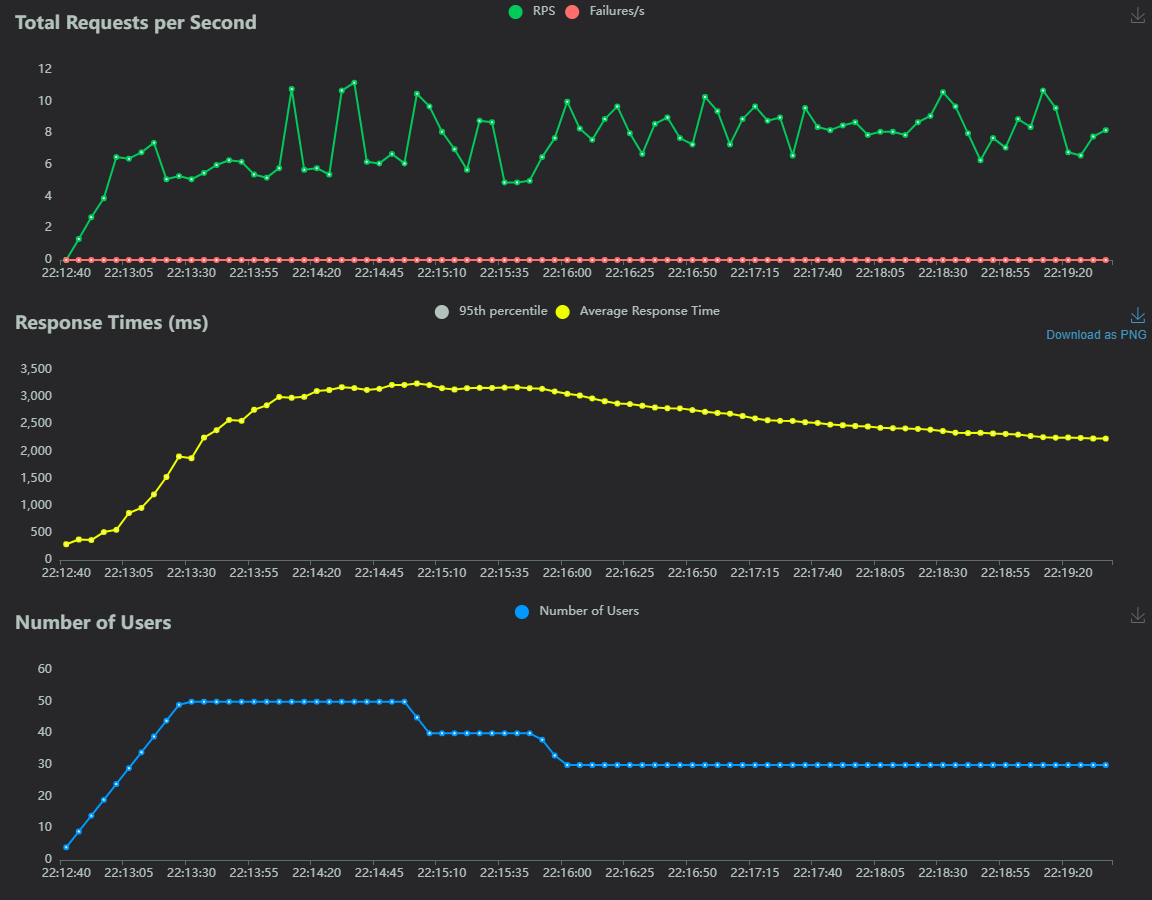 Total Requests per Second
RPS Failures/s
12
10
8
6
4
2
0
22:12:40 22:13:05 22:13:30 22:13:55 22:14:20 22:14:45 22:15:10 22:15:35 22:16:00 22:16:25 22:16:50 22:17:15 22:17:40 22:18:05 22:18:30 22:18:55 22:19:20
Response Times (ms)
95th percentile Average Response Time
Download as PNG
3,500
3,000
2,500
2,000
1,500
1,000
500
0
22:12:40 22:13:05 22:13:30 22:13:55 22:14:20 22:14:45 22:15:10 22:15:35 22:16:00 22:16:25 22:16:50 22:17:15 22:17:40 22:18:05 22:18:30 22:18:55 22:19:20
Number of Users
Number of Users
60
50
40
30
20
10
0
22:12:40 22:13:05 22:13:30 22:13:55 22:14:20 22:14:45 22:15:10 22:15:35 22:16:00 22:16:25 22:16:50 22:17:15 22:17:40 22:18:05 22:18:30 22:18:55 22:19:20